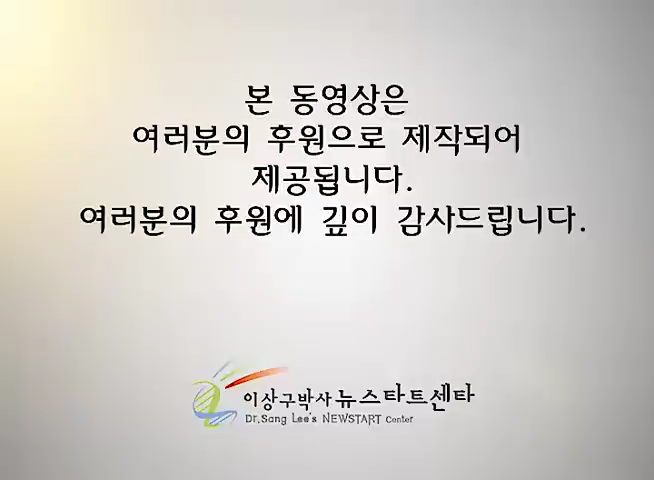 본 동영상은
여러분의 후원으로 제작되어
제공됩니다.
여러분의 후원에 깊이 감사드립니다.
이상구박사 뉴스타트센타
Dr.Sang Lee's NEWSTART Center